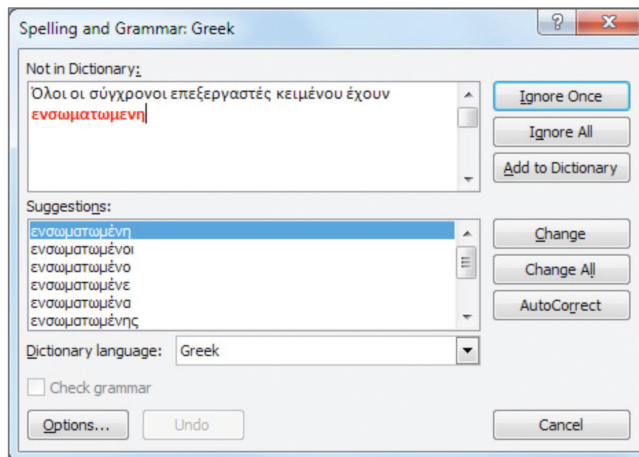 Spelling and Grammar: Greek
Not in Dictionary:
Όλοι οι σύγχρονοι επεξεργαστές κειμένου έχουν
ενσωματωμενη
Ignore Once
Ignore All
Add to Dictionary
Suggestions:
ενσωματωμένη
ενσωματωμένοι
ενσωματωμένο
ενσωματωμένε
ενσωματωμένα
ενσωματωμένης
Change
Change All
AutoCorrect
Dictionary language: Greek
Check grammar
Options... Undo Cancel